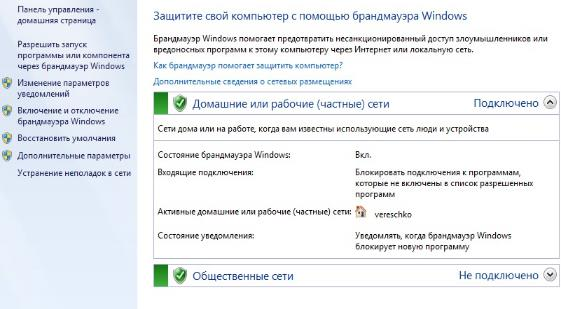 Панель управления -
домашняя страница
Разрешить запуск
программы или компонента
через брандмауэр Windows
Изменение параметров
уведомлений
Включение и отключение
брандмауэра Windows
Восстановить умолчания
Дополнительные параметры
Устранение неполадок в сети
Защитите свой компьютер с помощью брандмауэра Windows
Брандмауэр Windows помогает предотвратить несанкционированный доступ злоумышленников или
вредоносных программ к этому компьютеру через Интернет или локальную сеть.
Как брандмауэр помогает защитить компьютер?
Дополнительные сведения о сетевых размещениях
Домашние или рабочие (частные) сети Подключено
Сети дома или на работе, когда вам известны использующие сеть люди и устройства
Состояние брандмауэра Windows: Вкл.
Входящие подключения: Блокировать подключения к программам,
которые не включены в список разрешенных
программ
Активные домашние или рабочие (частные) сети: vereschko
Состояние уведомления: Уведомлять, когда брандмауэр Windows
блокирует новую программу
Общественные сети Не подключено